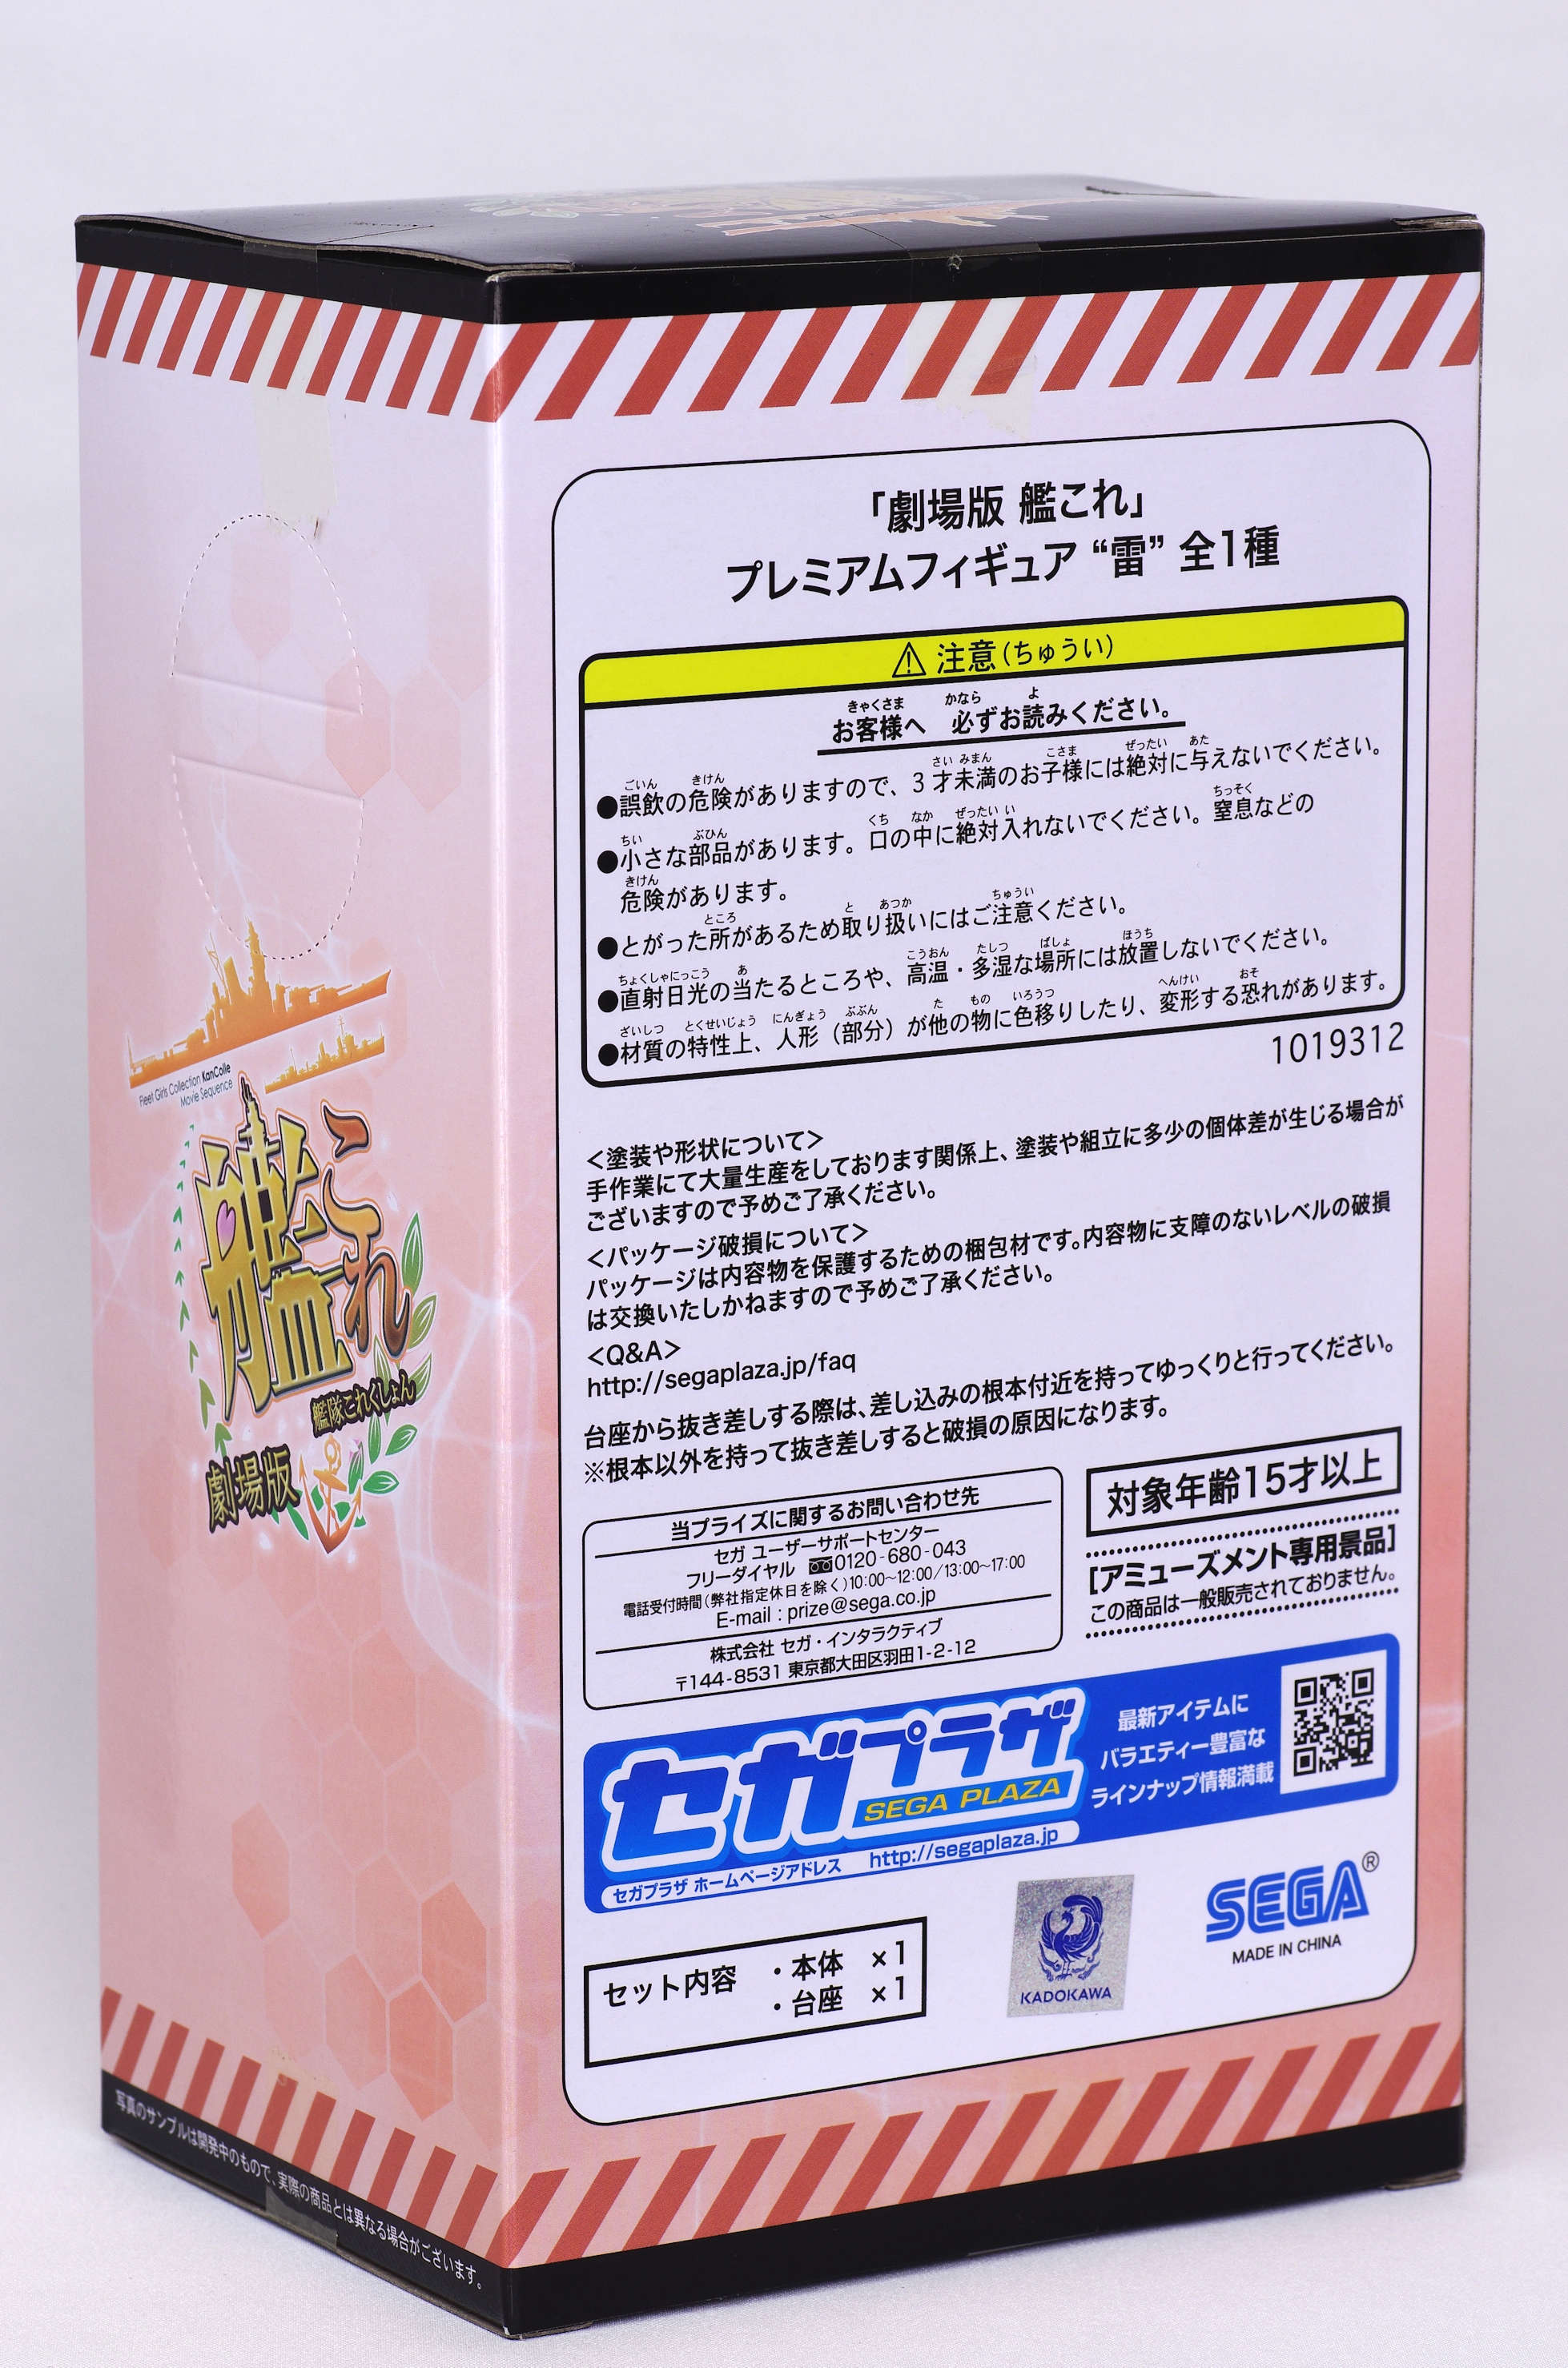 「劇場版 艦これ」
プレミアムフィギュア “雷” 全1種
注意(ちゅうい)
お客様へ 必ずお読みください。
●誤飲の危険がありますので、3才未満のお子様には絶対に与えないでください。
●小さな部品があります。口の中に絶対入れないでください。窒息などの
危険があります。
●とがった所があるため取り扱いにはご注意ください。
●直射日光の当たるところや、高温・多湿な場所には放置しないでください。
●材質の特性上、人形(部分)が他の物に色移りしたり、変形する恐れがあります。
1019312
<塗装や形状について>
手作業にて大量生産をしております関係上、塗装や組立に多少の個体差が生じる場合が
ございますので予めご了承ください。
<パッケージ破損について>
パッケージは内容物を保護するための梱包材です。内容物に支障のないレベルの破損
は交換いたしかねますので予めご了承ください。
<Q&A>
http://segaplaza.jp/faq
台座から抜き差しする際は、差し込みの根本付近を持ってゆっくりと行ってください。
※根本以外を持って抜き差しすると破損の原因になります。
当プライズに関するお問い合わせ先
セガ ユーザーサポートセンター
フリーダイヤル 0120-680-043
電話受付時間(弊社指定休日を除く)10:00~12:00/13:00~17:00
E-mail : prize@sega.co.jp
株式会社 セガ・インタラクティブ
〒144-8531 東京都大田区羽田1-2-12
対象年齢15才以上
[アミューズメント専用景品]
この商品は一般販売されておりません。
セガプラザ
SEGA PLAZA
セガプラザ ホームページアドレス http://segaplaza.jp
最新アイテムに
バラエティー豊富な
ラインナップ情報満載
セット内容 ・本体 ×1
・台座 ×1
KADOKAWA
SEGA®
MADE IN CHINA
Fleet Girls Collection KanColle
Movie Sequence
艦これ
艦隊これくしょん
劇場版
写真のサンプルは開発中のもので、実際の商品とは異なる場合がございます。